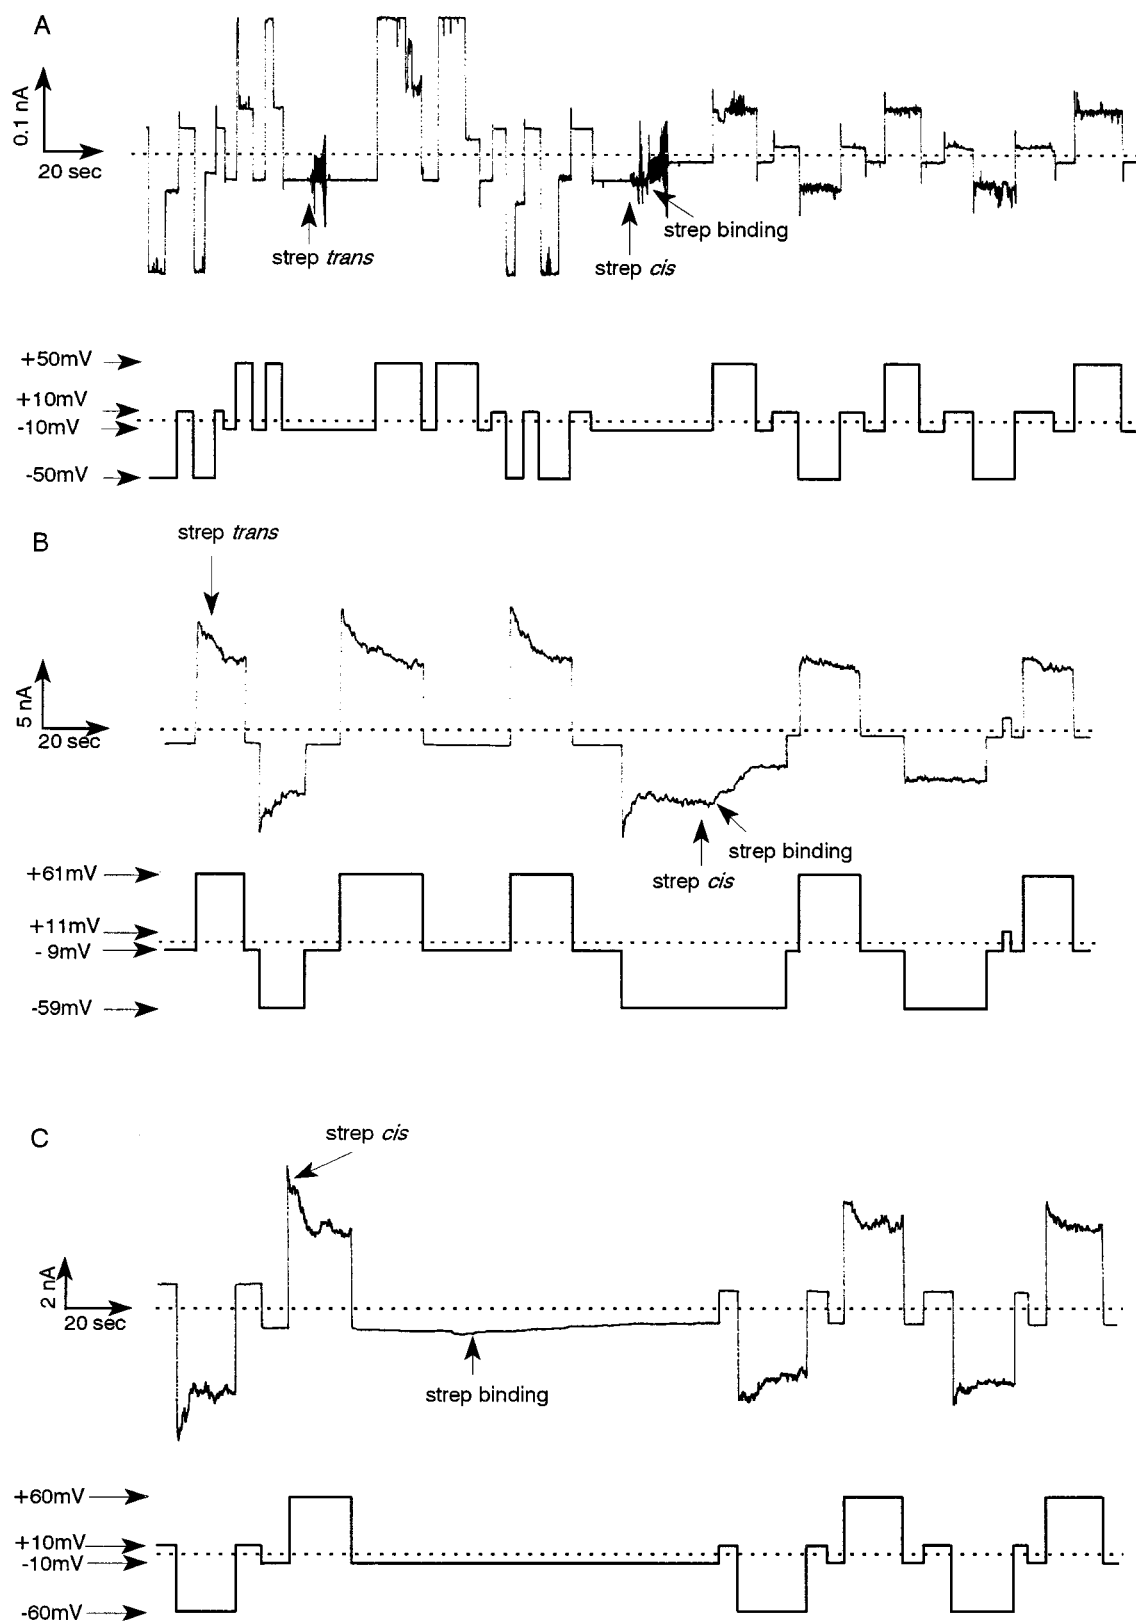 A
0.1 nA
20 sec
strep trans
strep binding
strep cis
+50mV
+10mV
-10mV
-50mV
B
strep trans
5 nA
20 sec
strep binding
strep cis
+61mV
+11mV
- 9mV
-59mV
C
strep cis
2 nA
20 sec
strep binding
+60mV
+10mV
-10mV
-60mV